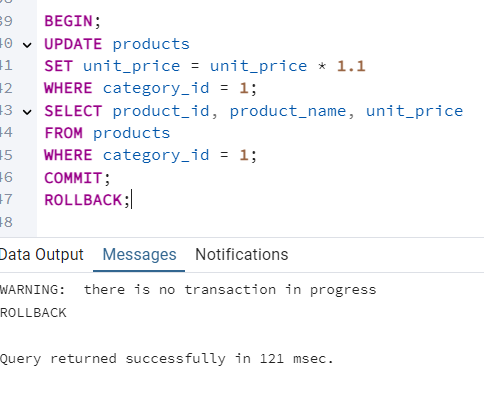 39 BEGIN;
40 UPDATE products
41 SET unit_price = unit_price * 1.1
42 WHERE category_id = 1;
43 SELECT product_id, product_name, unit_price
44 FROM products
45 WHERE category_id = 1;
46 COMMIT;
47 ROLLBACK;
48
Data Output Messages Notifications
WARNING:  there is no transaction in progress
ROLLBACK
Query returned successfully in 121 msec.